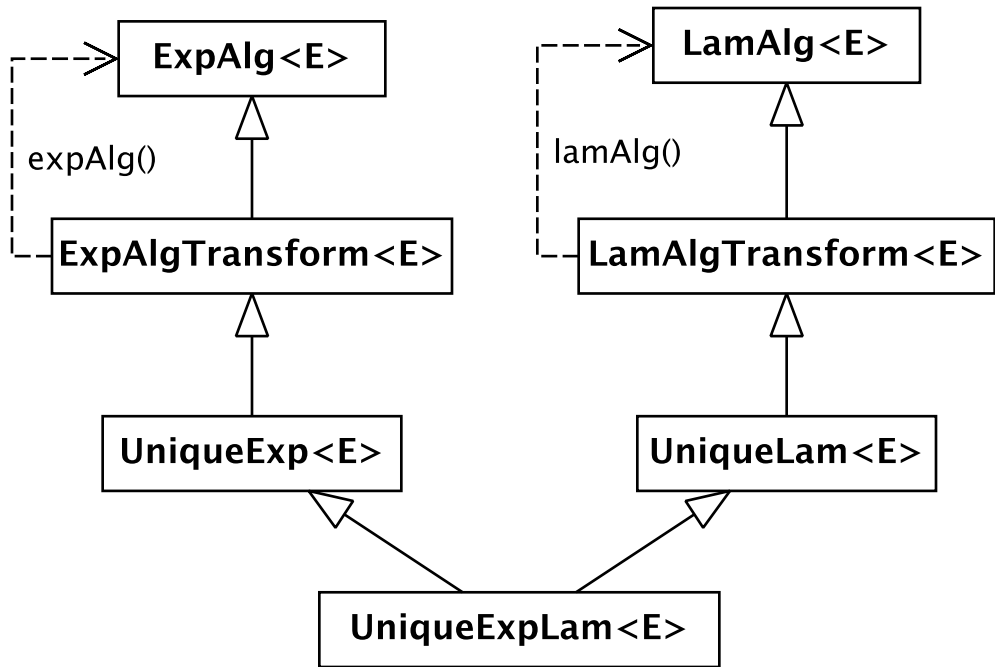 ExpAlg<E>
LamAlg<E>
expAlg()
lamAlg()
ExpAlgTransform<E>
LamAlgTransform<E>
UniqueExp<E>
UniqueLam<E>
UniqueExpLam<E>